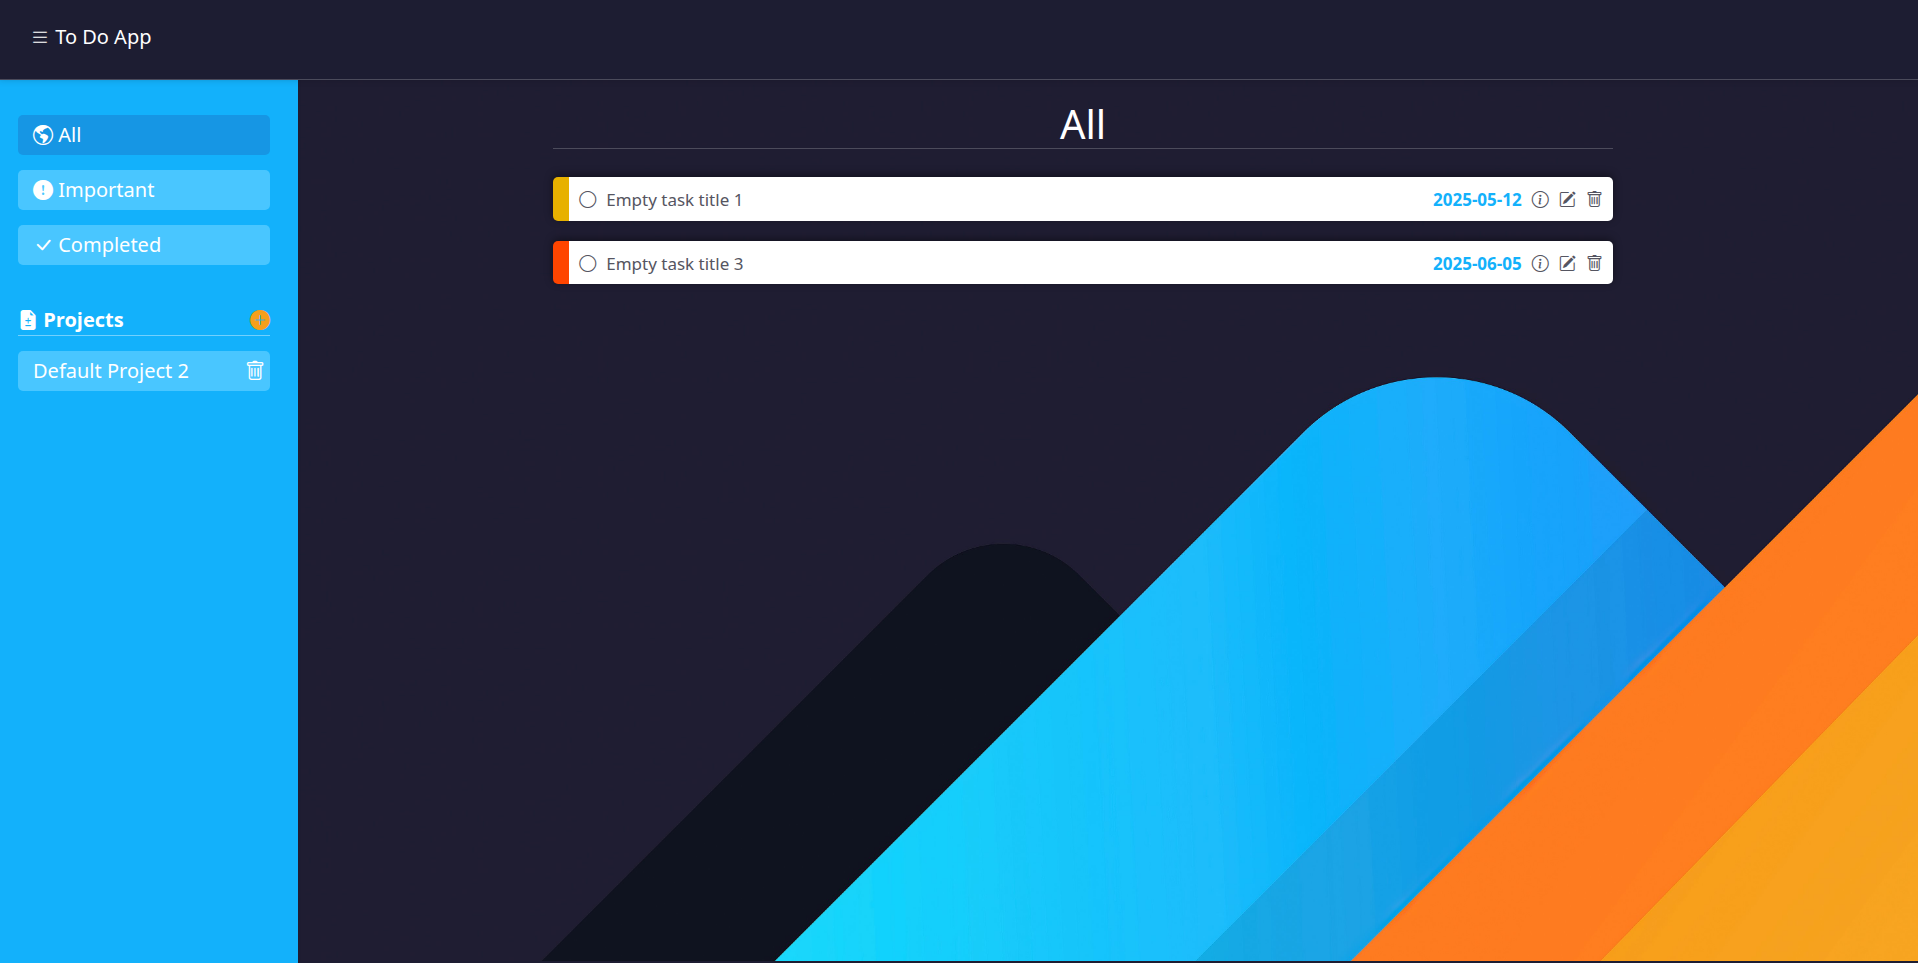 To Do App
All
Important
Completed
Projects
Default Project 2
All
Empty task title 1 2025-05-12
Empty task title 3 2025-06-05